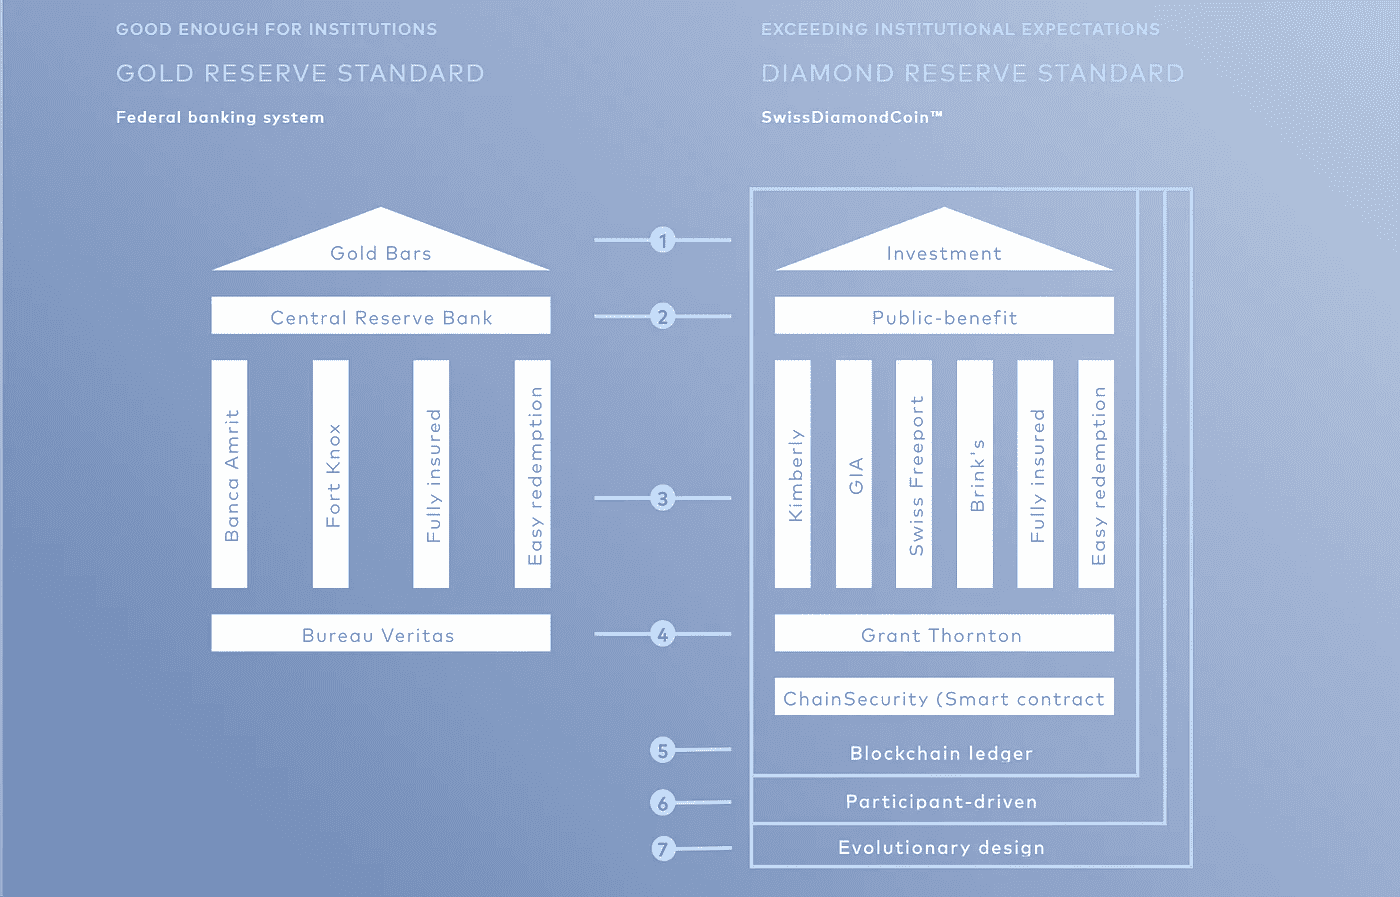 GOOD ENOUGH FOR INSTITUTIONS
GOLD RESERVE STANDARD
Federal banking system
EXCEEDING INSTITUTIONAL EXPECTATIONS
DIAMOND RESERVE STANDARD
SwissDiamondCoin™
Gold Bars
Central Reserve Bank
Banca Amrit
Fort Knox
Fully insured
Easy redemption
Bureau Veritas
1
2
3
4
5
6
7
Investment
Public-benefit
Kimberly
GIA
Swiss Freeport
Brink's
Fully insured
Easy redemption
Grant Thornton
ChainSecurity (Smart contract
Blockchain ledger
Participant-driven
Evolutionary design